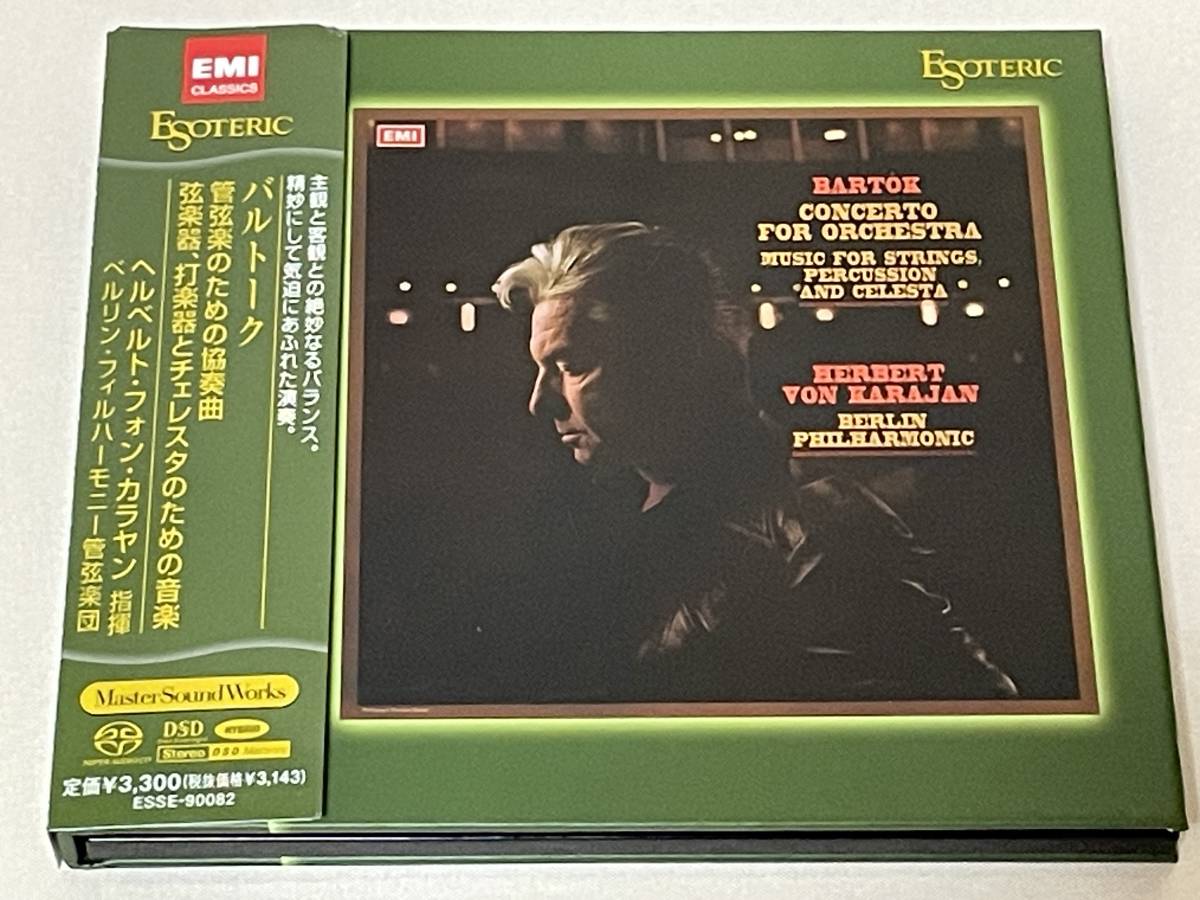 EMI
CLASSICS
ESOTERIC
主観と客観との絶妙なるバランス。
精妙にして気迫にあふれた演奏。
バルトーク
管弦楽のための協奏曲
弦楽器、打楽器とチェレスタのための音楽
ヘルベルト・フォン・カラヤン 指揮
ベルリン・フィルハーモニー管弦楽団
MasterSoundWorks
SUPER AUDIO CD
DSD
HYBRID
Stereo
DSD Mastering
定価¥3,300(税抜価格¥3,143)
ESSE-90082
ESOTERIC
EMI
BARTÓK
CONCERTO
FOR ORCHESTRA
MUSIC FOR STRINGS,
PERCUSSION
AND CELESTA
HERBERT
VON KARAJAN
BERLIN
PHILHARMONIC